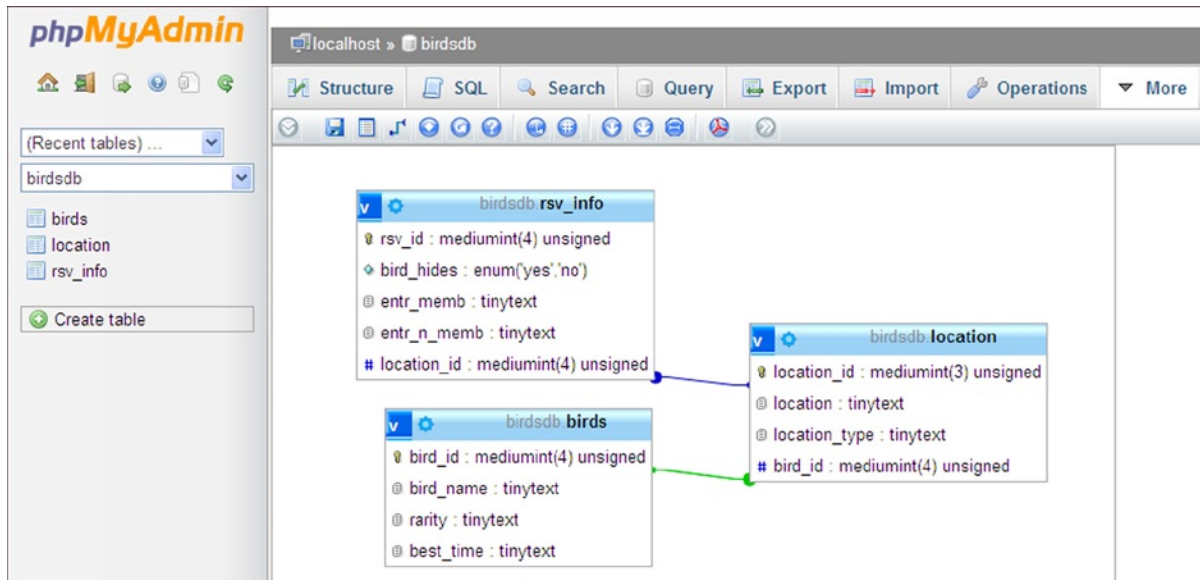 phpMyAdmin
(Recent tables) ...
birdsdb
birds
location
rsv_info
Create table
localhost » birdsdb
Structure SQL Search Query Export Import Operations More
birdsdb.rsv_info
rsv_id : mediumint(4) unsigned
bird_hides : enum('yes','no')
entr_memb : tinytext
entr_n_memb : tinytext
location_id : mediumint(4) unsigned
birdsdb.location
location_id : mediumint(3) unsigned
location : tinytext
location_type : tinytext
bird_id : mediumint(4) unsigned
birdsdb.birds
bird_id : mediumint(4) unsigned
bird_name : tinytext
rarity : tinytext
best_time : tinytext